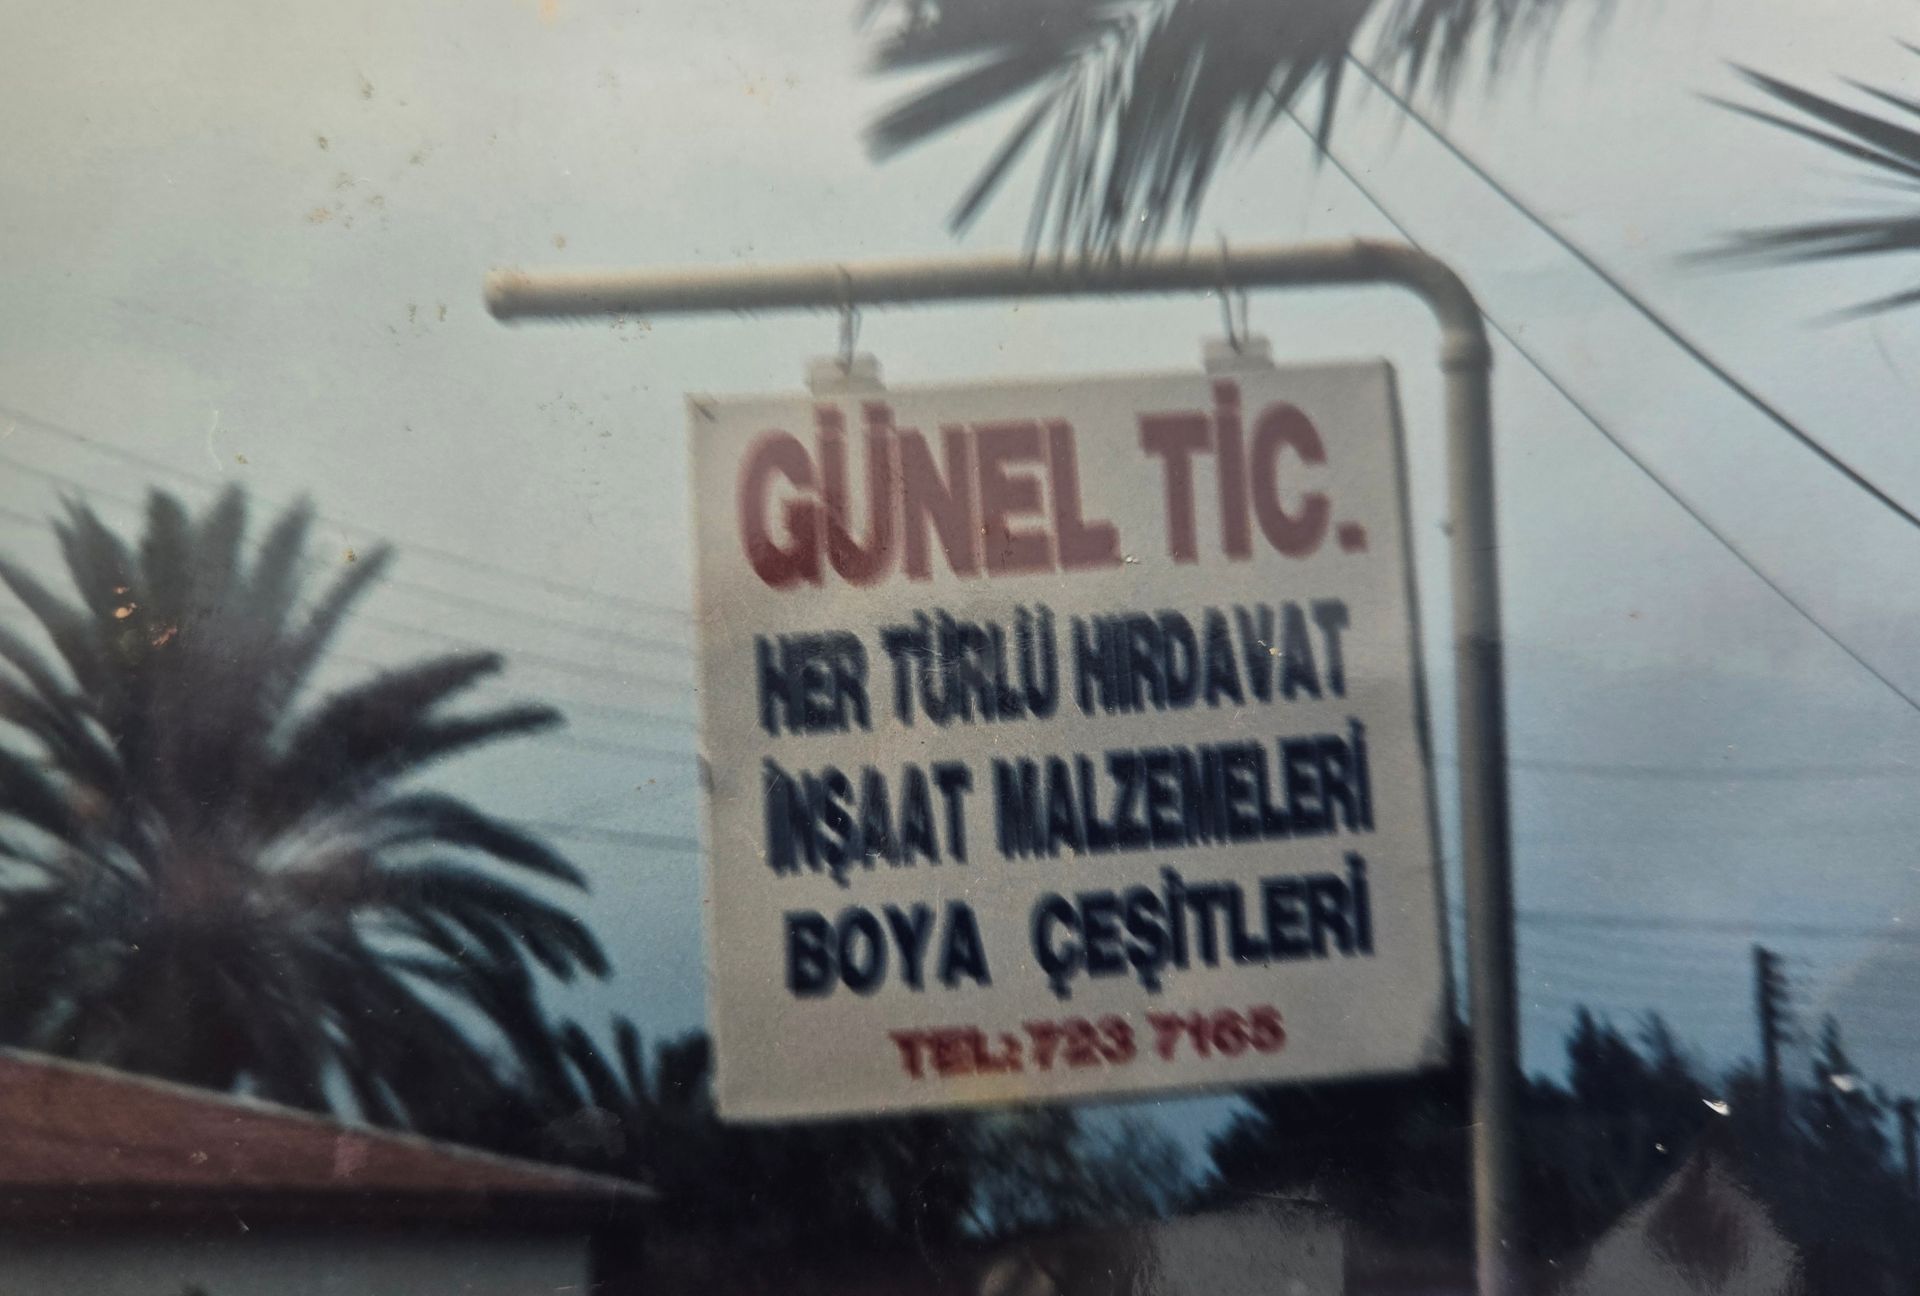 GÜNEL TİC.
HER TÜRLÜ HIRDAVAT
İNŞAAT MALZEMELERİ
BOYA ÇEŞİTLERİ
TEL: 723 7165